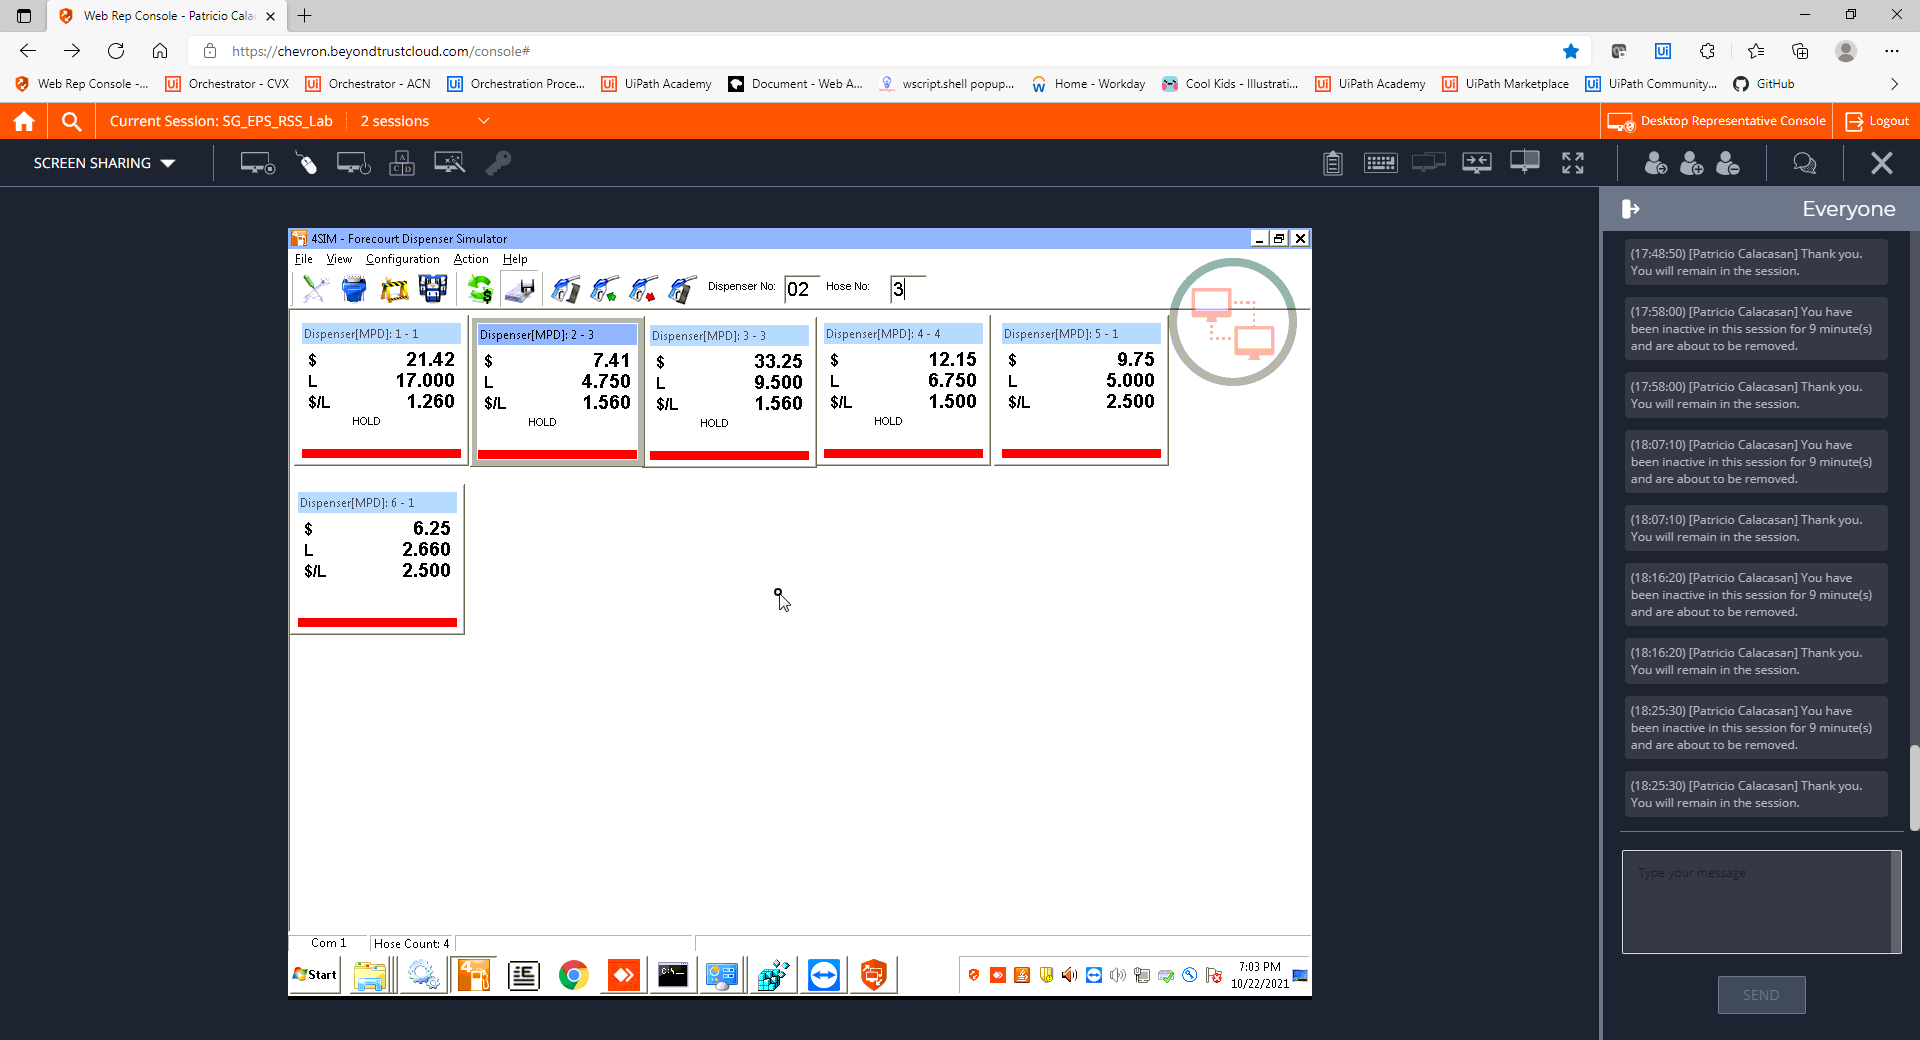 Web Rep Console - Patricio Cala
https://chevron.beyondtrustcloud.com/console#
Web Rep Console -...
Orchestrator - CVX
Orchestrator - ACN
Orchestration Proce...
UiPath Academy
Document - Web A...
wscript.shell popup...
Home - Workday
Cool Kids - Illustrati...
UiPath Academy
UiPath Marketplace
UiPath Community...
GitHub
Current Session: SG_EPS_RSS_Lab
2 sessions
Desktop Representative Console
Logout
SCREEN SHARING
Everyone
4SIM - Forecourt Dispenser Simulator
File View Configuration Action Help
Dispenser No: 02 Hose No: 3
Dispenser[MPD]: 1 - 1
$ 21.42
L 17.000
$/L 1.260
HOLD
Dispenser[MPD]: 2 - 3
$ 7.41
L 4.750
$/L 1.560
HOLD
Dispenser[MPD]: 3 - 3
$ 33.25
L 9.500
$/L 1.560
HOLD
Dispenser[MPD]: 4 - 4
$ 12.15
L 6.750
$/L 1.500
HOLD
Dispenser[MPD]: 5 - 1
$ 9.75
L 5.000
$/L 2.500
Dispenser[MPD]: 6 - 1
$ 6.25
L 2.660
$/L 2.500
Com 1
Hose Count: 4
Start
7:03 PM
10/22/2021
(17:48:50) [Patricio Calacasan] Thank you.
You will remain in the session.
(17:58:00) [Patricio Calacasan] You have
been inactive in this session for 9 minute(s)
and are about to be removed.
(17:58:00) [Patricio Calacasan] Thank you.
You will remain in the session.
(18:07:10) [Patricio Calacasan] You have
been inactive in this session for 9 minute(s)
and are about to be removed.
(18:07:10) [Patricio Calacasan] Thank you.
You will remain in the session.
(18:16:20) [Patricio Calacasan] You have
been inactive in this session for 9 minute(s)
and are about to be removed.
(18:16:20) [Patricio Calacasan] Thank you.
You will remain in the session.
(18:25:30) [Patricio Calacasan] You have
been inactive in this session for 9 minute(s)
and are about to be removed.
(18:25:30) [Patricio Calacasan] Thank you.
You will remain in the session.
Type your message
SEND